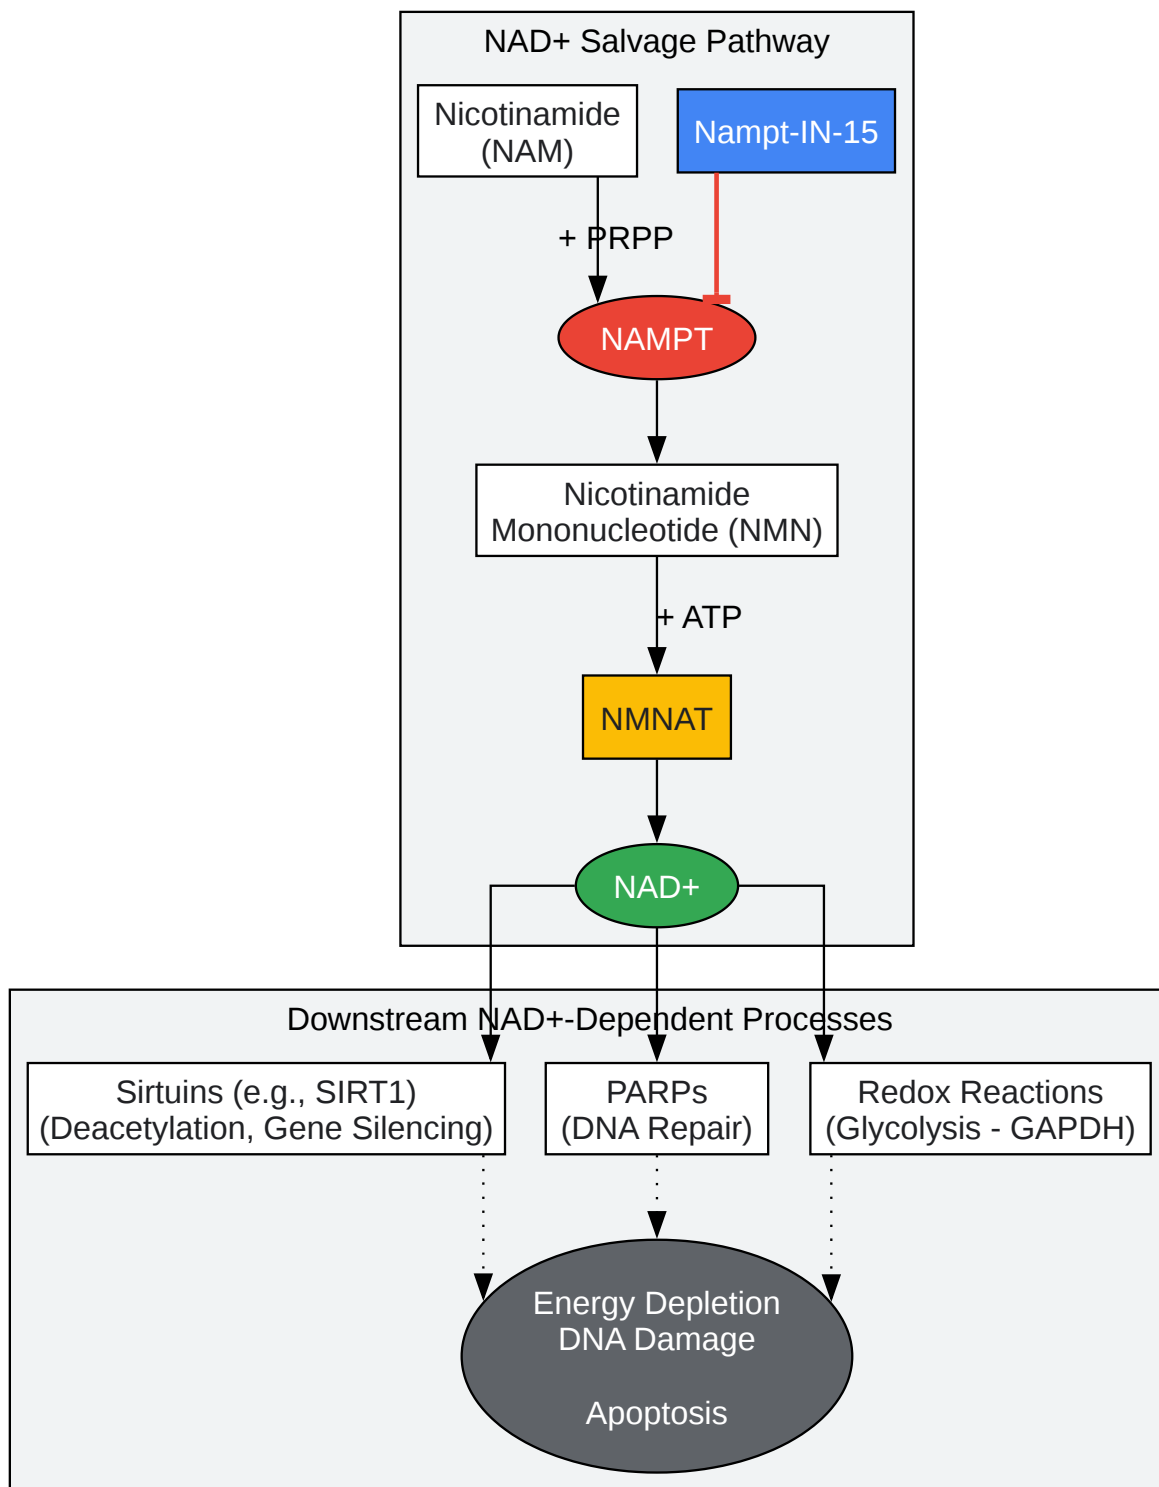 NAD+ Salvage Pathway
Nicotinamide
(NAM)
Nampt-IN-15
+ PRPP
NAMPT
Nicotinamide
Mononucleotide (NMN)
+ ATP
NMNAT
NAD+
Downstream NAD+-Dependent Processes
Sirtuins (e.g., SIRT1)
(Deacetylation, Gene Silencing)
PARPs
(DNA Repair)
Redox Reactions
(Glycolysis - GAPDH)
Energy Depletion
DNA Damage
Apoptosis